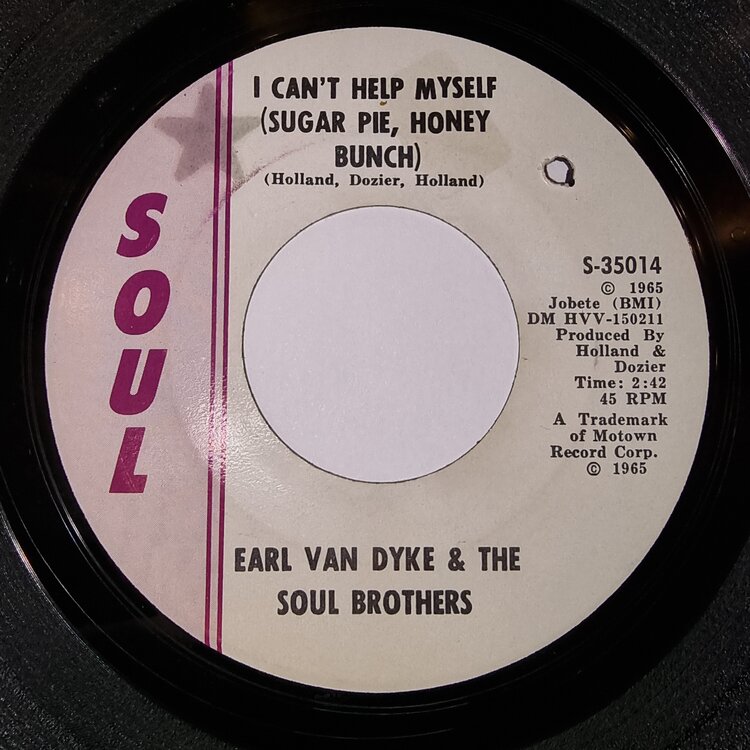 I CAN'T HELP MYSELF
(SUGAR PIE, HONEY
BUNCH)
(Holland, Dozier, Holland)
SOUL
S-35014
© 1965
Jobete (BMI)
DM HVV-150211
Produced By
Holland &
Dozier
Time: 2:42
45 RPM
A Trademark
of Motown
Record Corp.
© 1965
EARL VAN DYKE & THE
SOUL BROTHERS